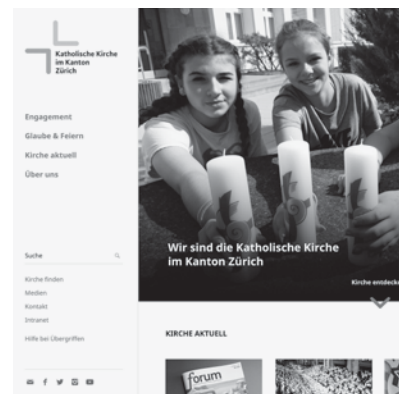 Katholische Kirche
im Kanton
Zürich
Engagement
Glaube & Feiern
Kirche aktuell
Über uns
Suche
Kirche finden
Medien
Kontakt
Intranet
Hilfe bei Übergriffen
Wir sind die Katholische Kirche
im Kanton Zürich
Kirche entdecke
KIRCHE AKTUELL
forum